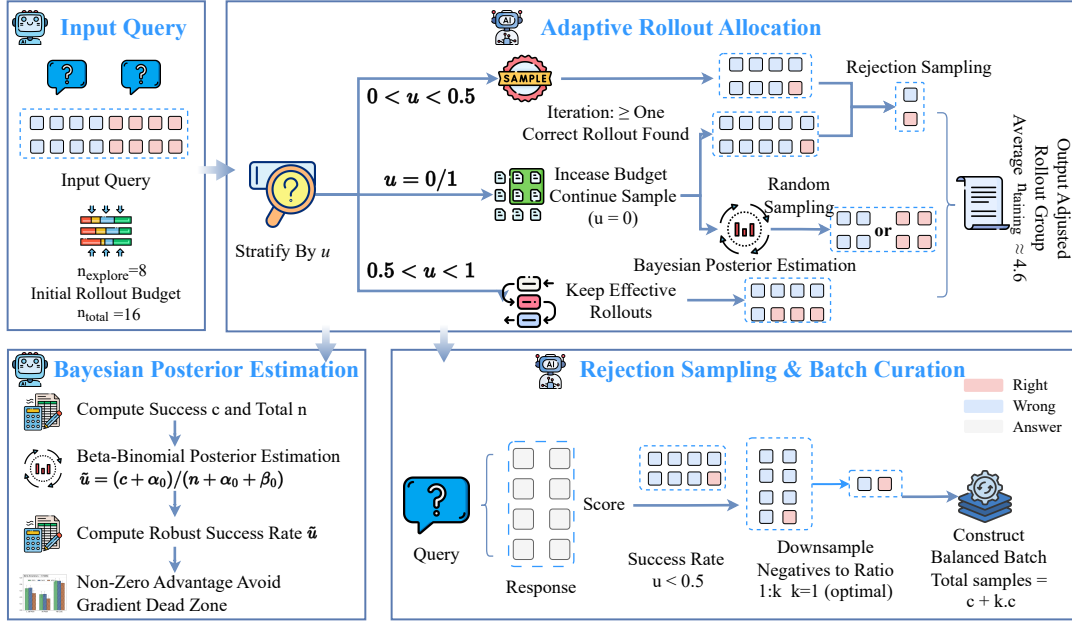 Input Query
Input Query
n_explore=8
Initial Rollout Budget
n_total =16
AI
Adaptive Rollout Allocation
0 < u < 0.5
SAMPLE
Iteration: ≥ One
Correct Rollout Found
Rejection Sampling
Stratify By u
u = 0/1
Incease Budget
Continue Sample
(u = 0)
Random
Sampling
or
Bayesian Posterior Estimation
0.5 < u < 1
Keep Effective
Rollouts
Output Adjusted
Rollout Group
Average n_training ≈ 4.6
Bayesian Posterior Estimation
Compute Success c and Total n
Beta-Binomial Posterior Estimation
ũ = (c + α₀)/(n + α₀ + β₀)
Compute Robust Success Rate ũ
Non-Zero Advantage Avoid
Gradient Dead Zone
AI
Rejection Sampling & Batch Curation
Right
Wrong
Answer
Query
Response
Score
Success Rate
u < 0.5
Downsample
Negatives to Ratio
1:k k=1 (optimal)
Construct
Balanced Batch
Total samples =
c + k.c